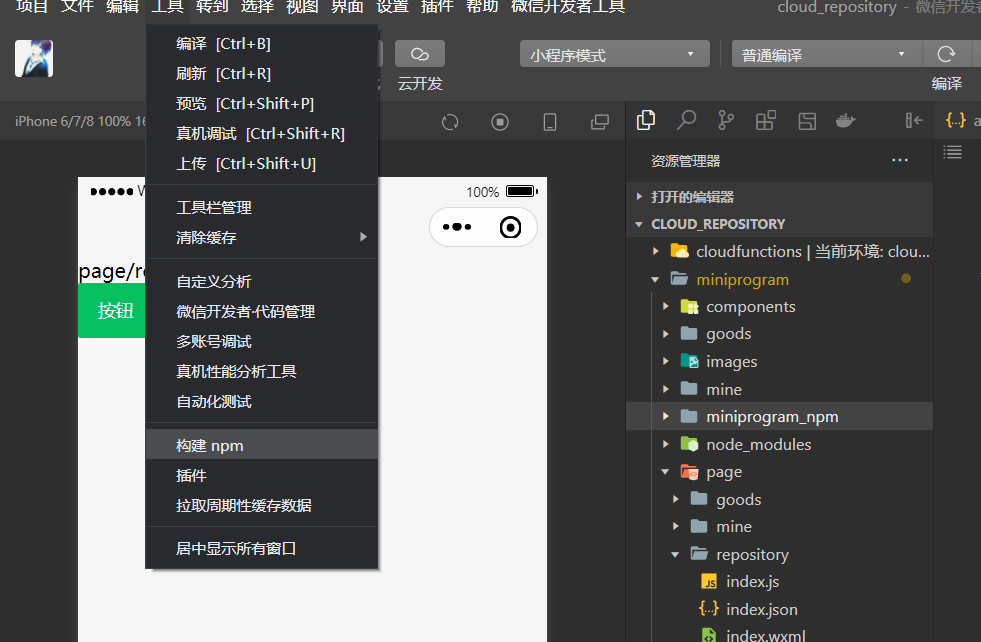 项目 文件 编辑 工具 转到 选择 视图 界面 设置 插件 帮助 微信开发者工具
cloud_repository - 微信开发者
小程序模式
普通编译
云开发
编译
iPhone 6/7/8 100% 16
编译 [Ctrl+B]
刷新 [Ctrl+R]
预览 [Ctrl+Shift+P]
真机调试 [Ctrl+Shift+R]
上传 [Ctrl+Shift+U]
工具栏管理
清除缓存
自定义分析
微信开发者·代码管理
多账号调试
真机性能分析工具
自动化测试
构建 npm
插件
拉取周期性缓存数据
居中显示所有窗口
100%
page/re
按钮
资源管理器
打开的编辑器
CLOUD_REPOSITORY
cloudfunctions | 当前环境: clou...
miniprogram
components
goods
images
mine
miniprogram_npm
node_modules
page
goods
mine
repository
index.js
index.json
index.wxml